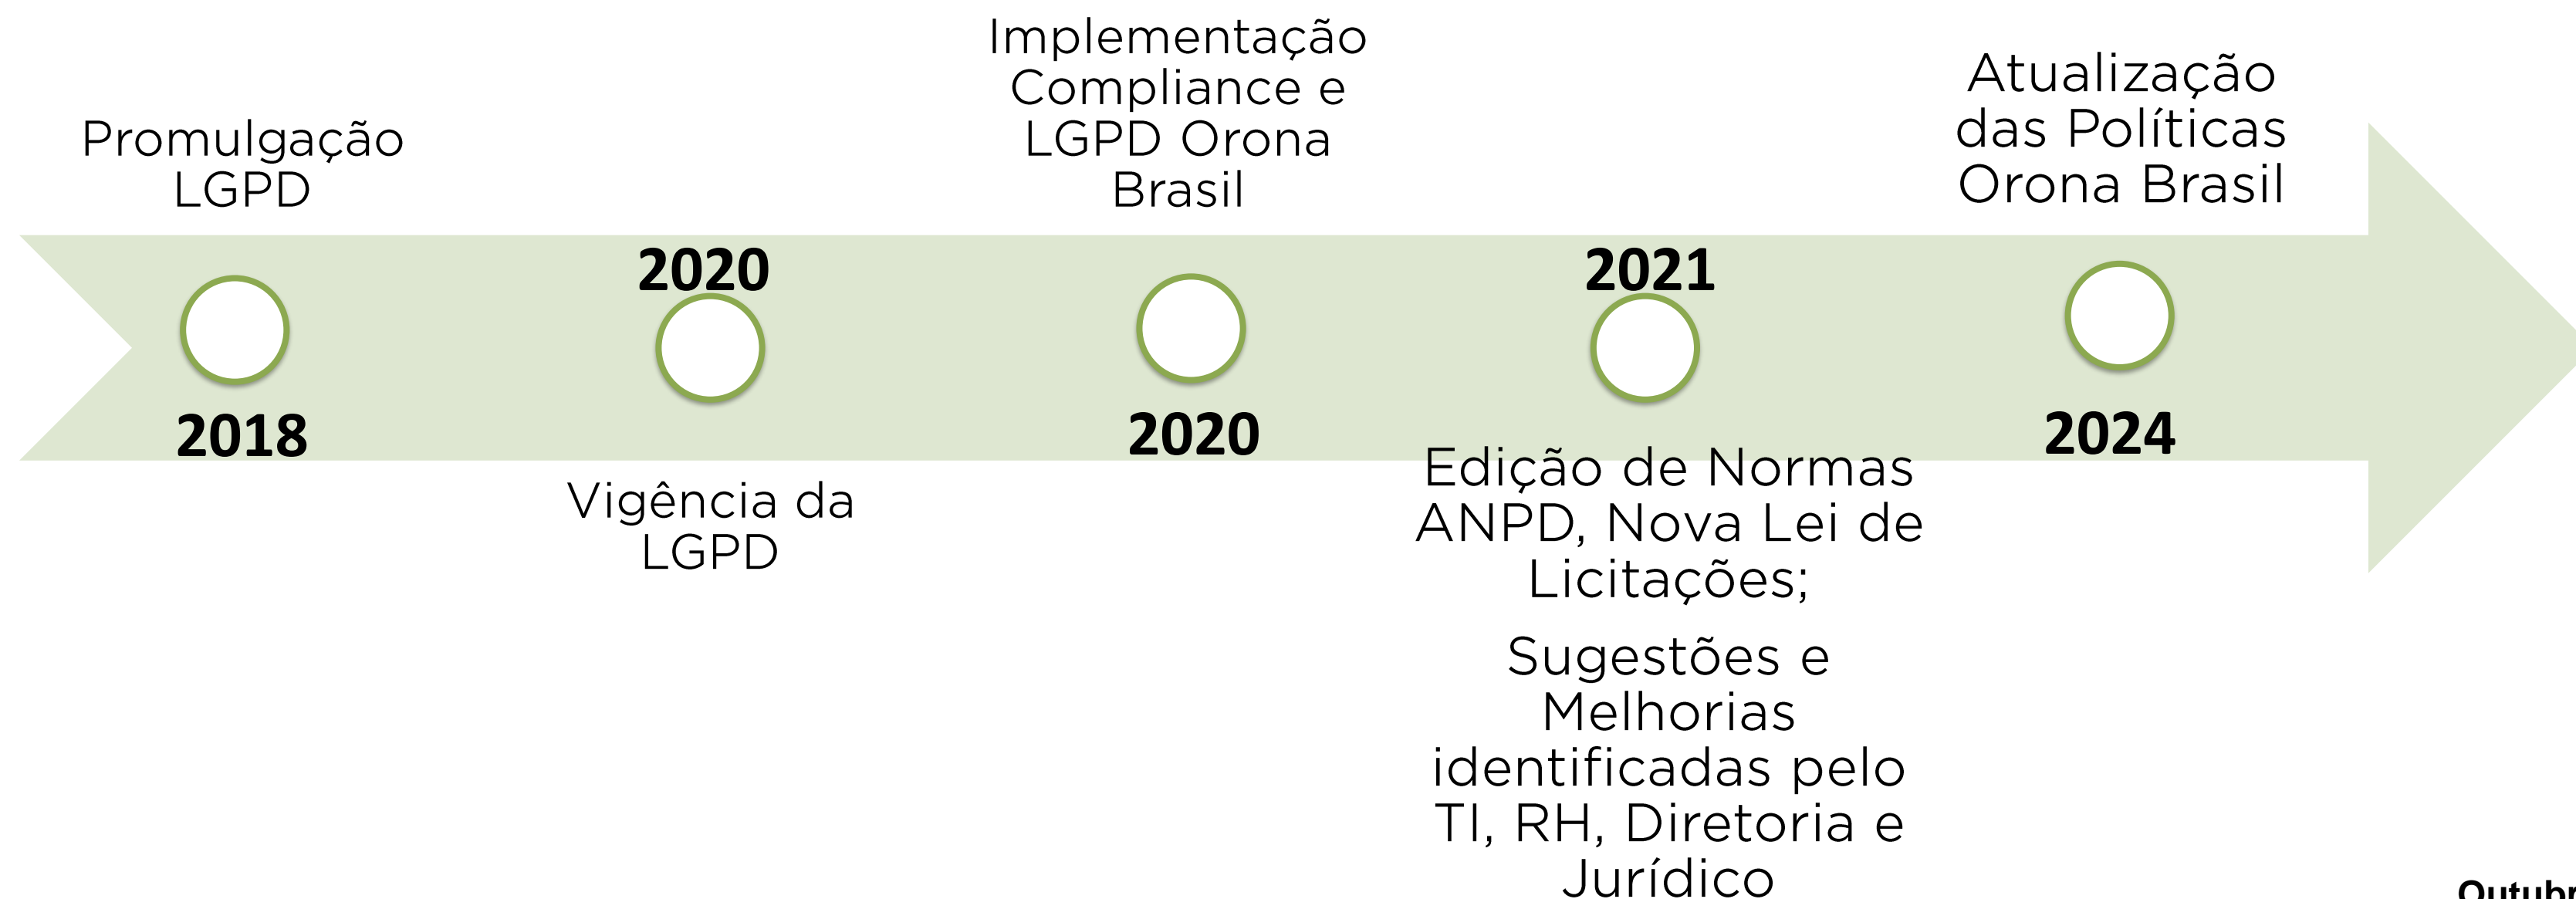 Promulgação
LGPD
2018
2020
Vigência da
LGPD
Implementação
Compliance e
LGPD Orona
Brasil
2020
2021
Edição de Normas
ANPD, Nova Lei de
Licitações;
Sugestões e
Melhorias
identificadas pelo
TI, RH, Diretoria e
Jurídico
Atualização
das Políticas
Orona Brasil
2024